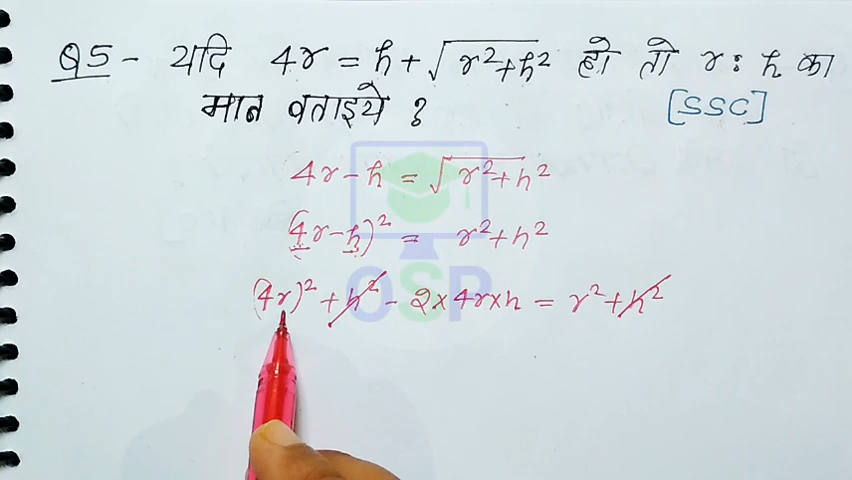 Q5- यदि 4r = h + √r²+h² हो तो r : h का
मान बताइये ?
[SSC]
4r - h = √r²+h²
(4r - h)² = r² + h²
(4r)² + h² - 2×4r×h = r² + h²
OSP